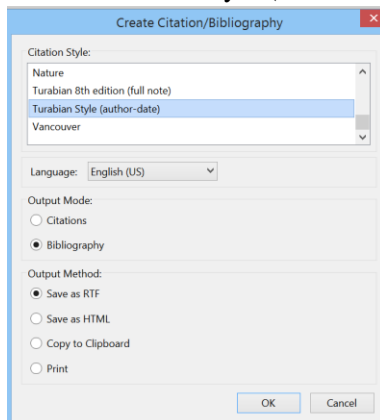 Create Citation/Bibliography
Citation Style:
Nature
Turabian 8th edition (full note)
Turabian Style (author-date)
Vancouver
Language: English (US)
Output Mode:
Citations
Bibliography
Output Method:
Save as RTF
Save as HTML
Copy to Clipboard
Print
OK Cancel